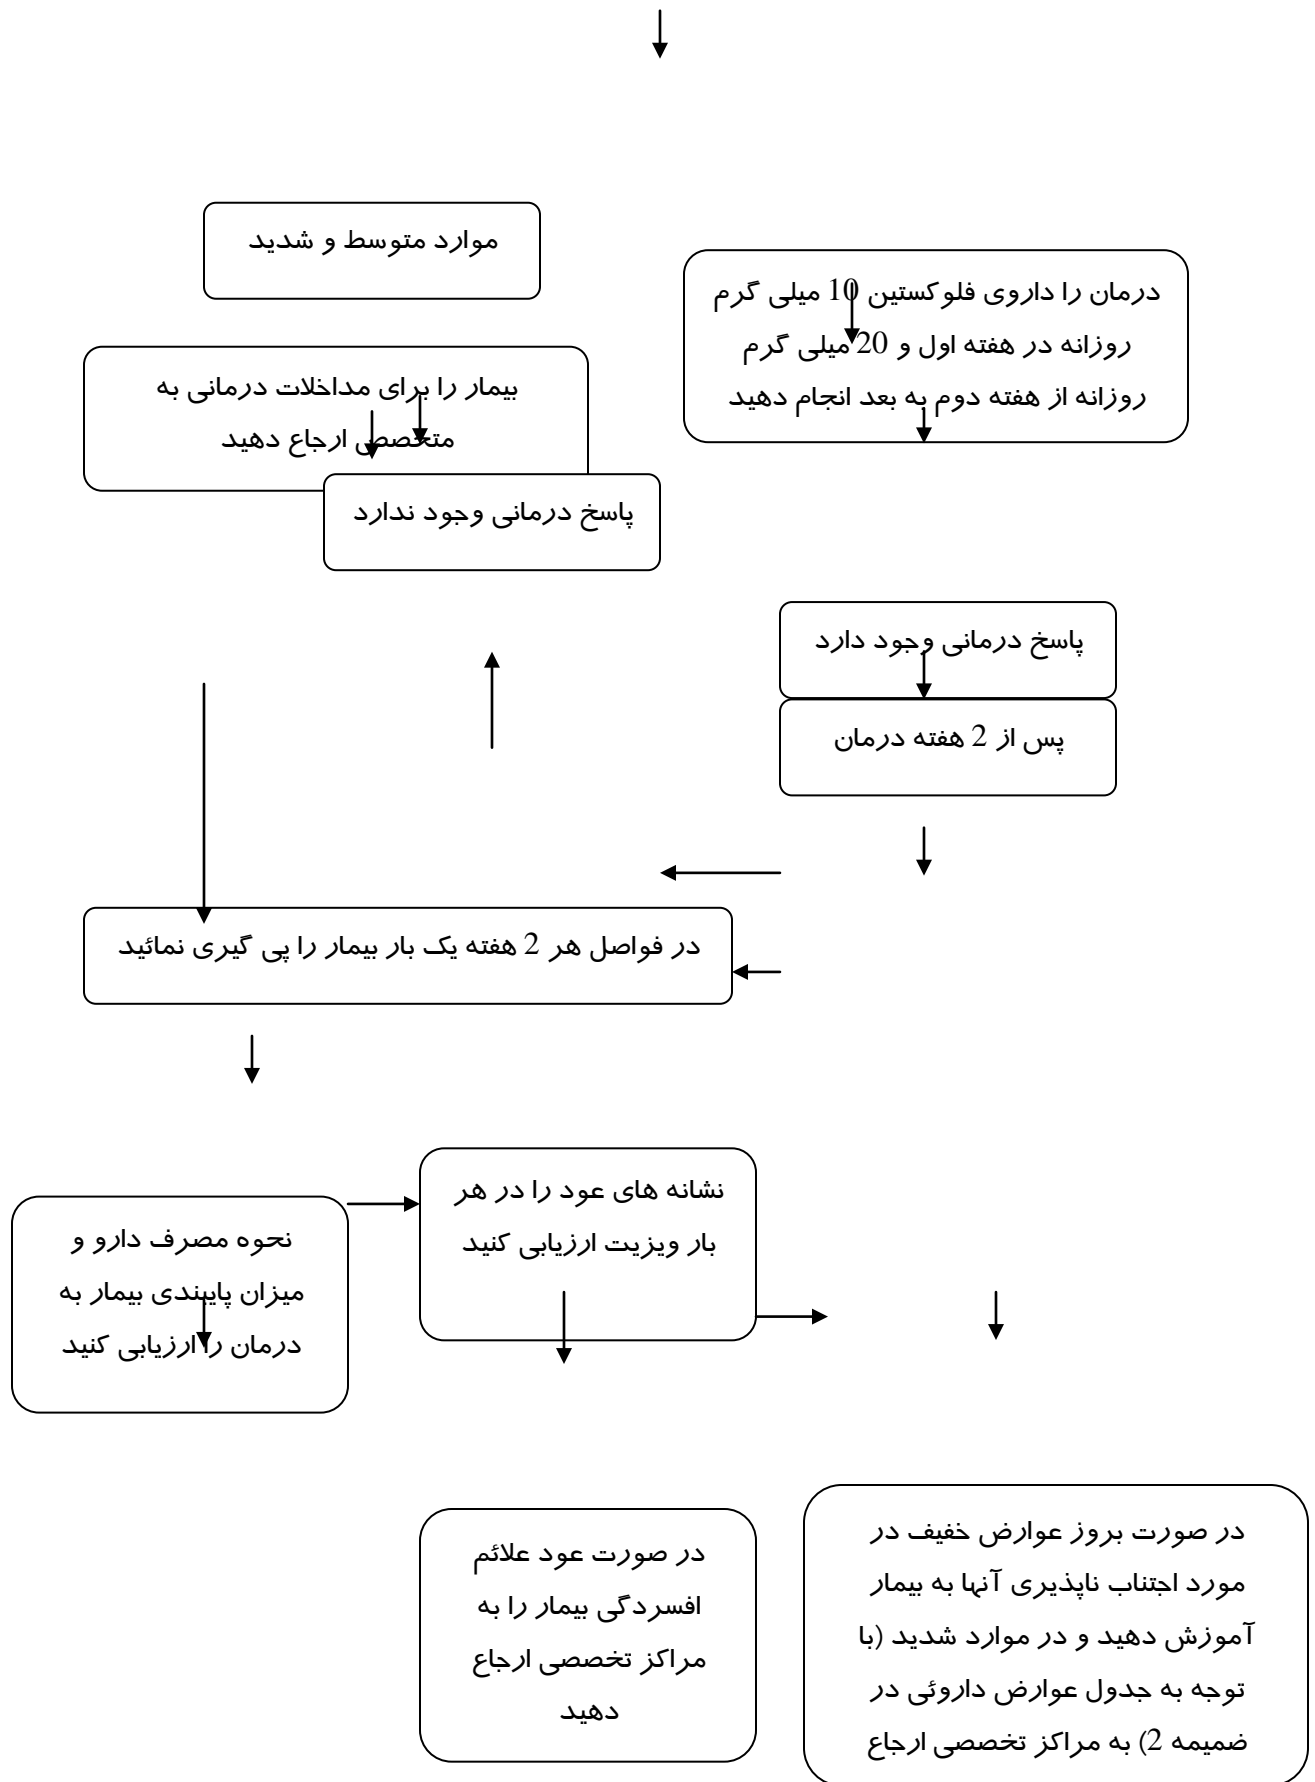 موارد متوسط و شدید
درمان را داروی فلوکستین 10 میلی گرم
روزانه در هفته اول و 20 میلی گرم
روزانه از هفته دوم به بعد انجام دهید
بیمار را برای مداخلات درمانی به
متخصص ارجاع دهید
پاسخ درمانی وجود ندارد
پاسخ درمانی وجود دارد
پس از 2 هفته درمان
در فواصل هر 2 هفته یک بار بیمار را پی گیری نمائید
نشانه های عود را در هر
بار ویزیت ارزیابی کنید
نحوه مصرف دارو و
میزان پایبندی بیمار به
درمان را ارزیابی کنید
در صورت بروز عوارض خفیف در
مورد اجتناب ناپذیری آنها به بیمار
آموزش دهید و در موارد شدید (با
توجه به جدول عوارض داروئی در
ضمیمه 2) به مراکز تخصصی ارجاع
در صورت عود علائم
افسردگی بیمار را به
مراکز تخصصی ارجاع
دهید